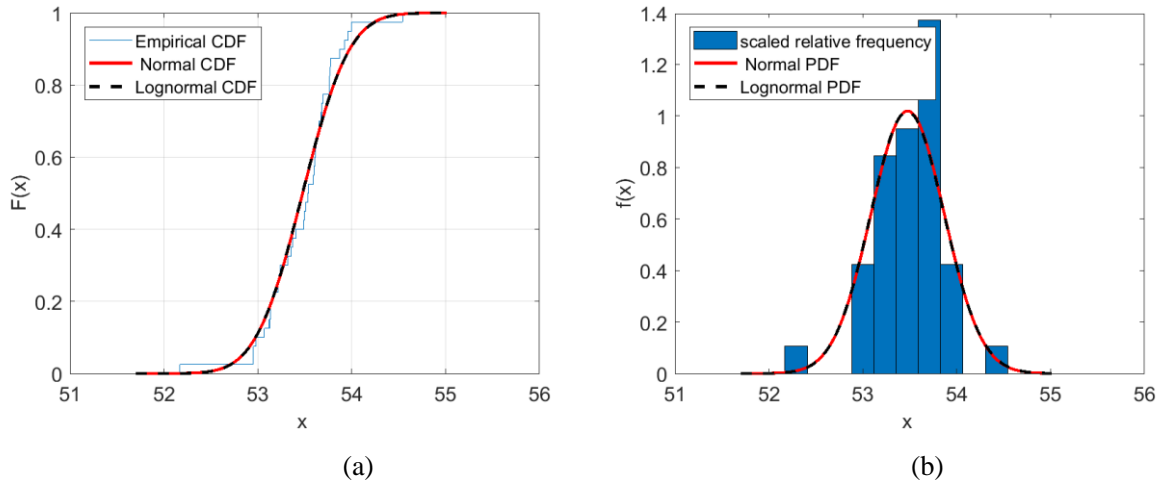 1
0.8
0.6
0.4
0.2
0
F(x)
Empirical CDF
Normal CDF
Lognormal CDF
51 52 53 54 55 56
x
(a)
1.4
1.2
1
0.8
0.6
0.4
0.2
0
f(x)
scaled relative frequency
Normal PDF
Lognormal PDF
51 52 53 54 55 56
x
(b)